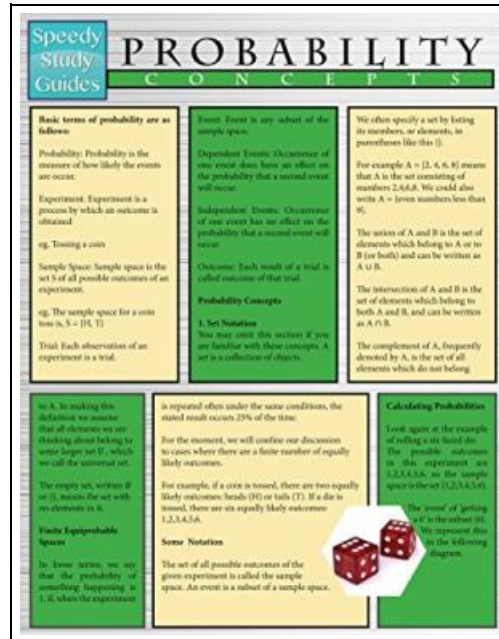 Speedy
Study
Guides
PROBABILITY
CONCEPTS
Basic terms of probability are as
follows:
Probability: Probability is the
measure of how likely the events
are occur.
Experiment: Experiment is a
process by which an outcome is
obtained
eg. Tossing a coin
Sample Space: Sample space is the
set S of all possible outcomes of an
experiment.
eg. The sample space for a coin
toss is, S = {H, T}
Trial: Each observation of an
experiment is a trial.
Event: Event is any subset of the
sample space.
Dependent Events: Occurrence
of one event does have an effect on
the probability that a second event
will occur.
Independent Events: Occurrence
of one event has no effect on the
probability that a second event will
occur
Outcome: Each result of a trial is
called outcome of that trial.
Probability Concepts
1. Set Notation
You may omit this section if you
are familiar with these concepts. A
set is a collection of objects.
We often specify a set by listing
its members, or elements, in
parentheses like this {}.
For example A = {2, 4, 6, 8} means
that A is the set consisting of
numbers 2,4,6,8. We could also
write A = {even numbers less than
9}.
The union of A and B is the set of
elements which belong to A or to
B (or both) and can be written as
A ∪ B.
The intersection of A and B is the
set of elements which belong to
both A and B, and can be written
as A ∩ B.
The complement of A, frequently
denoted by A, is the set of all
elements which do not belong
to A. In making this
definition we assume
that all elements we are
thinking about belong to
some larger set U, which
we call the universal set.
The empty set, written Ø
or {}, means the set with
no elements in it.
Finite Equiprobable
Spaces
In loose terms, we say
that the probability of
something happening is
1. if, when the experiment
is repeated often under the same conditions, the
stated result occurs 25% of the time.
For the moment, we will confine our discussion
to cases where there are a finite number of equally
likely outcomes.
For example, if a coin is tossed, there are two equally
likely outcomes: heads (H) or tails (T). If a die is
tossed, there are six equally likely outcomes:
1,2,3,4,5,6.
Some Notation
The set of all possible outcomes of the
given experiment is called the sample
space. An event is a subset of a sample space.
Calculating Probabilities
Look again at the example
of rolling a six faced die.
The possible outcomes
in this experiment are
1,2,3,4,5,6, so the sample
space is the set {1,2,3,4,5,6}.
The 'event' of 'getting
a 6' is the subset {6}.
We represent this
in the following
diagram.